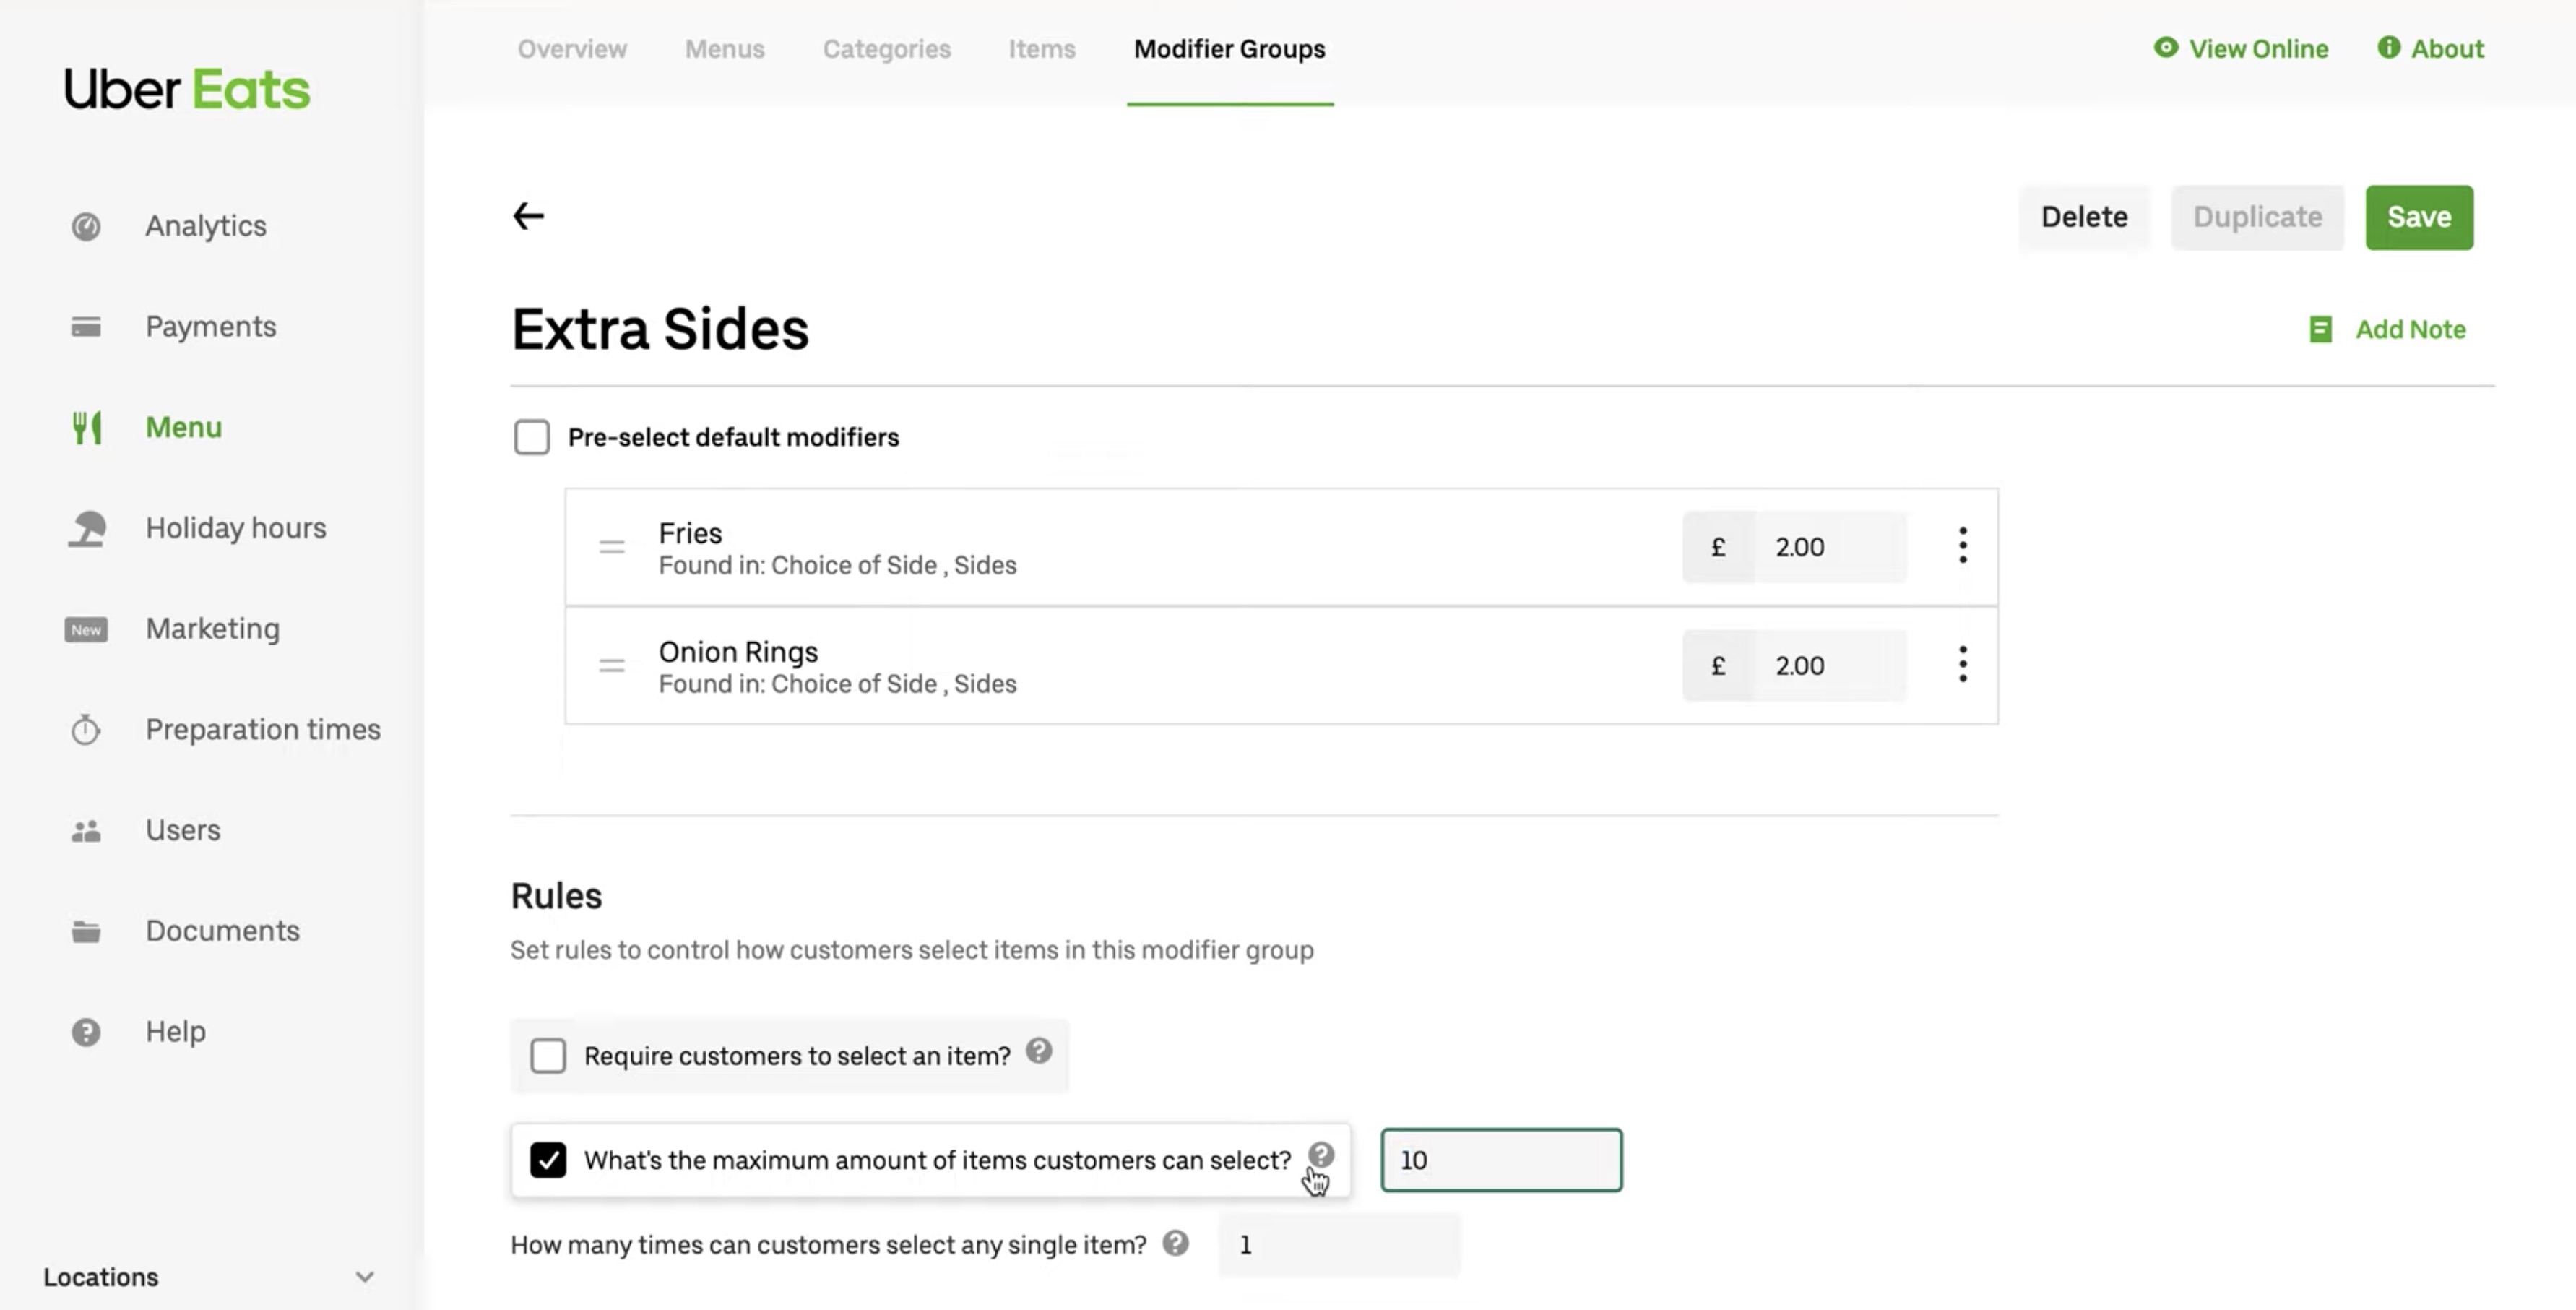 Uber Eats
Overview Menus Categories Items Modifier Groups View Online About
Analytics
Payments
Menu
Holiday hours
New Marketing
Preparation times
Users
Documents
Help
Locations
Delete Duplicate Save
Extra Sides
Add Note
Pre-select default modifiers
Fries
Found in: Choice of Side , Sides
£ 2.00
Onion Rings
Found in: Choice of Side , Sides
£ 2.00
Rules
Set rules to control how customers select items in this modifier group
Require customers to select an item? ?
What's the maximum amount of items customers can select? ? 10
How many times can customers select any single item? ? 1